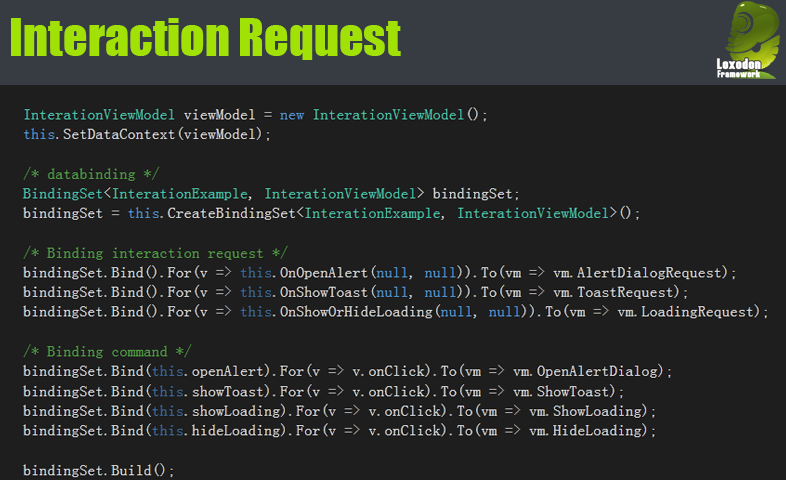 Interaction Request
Loxodon
Framework
InterationViewModel viewModel = new InterationViewModel();
this.SetDataContext(viewModel);
/* databinding */
BindingSet<InterationExample, InterationViewModel> bindingSet;
bindingSet = this.CreateBindingSet<InterationExample, InterationViewModel>();
/* Binding interaction request */
bindingSet.Bind().For(v => this.OnOpenAlert(null, null)).To(vm => vm.AlertDialogRequest);
bindingSet.Bind().For(v => this.OnShowToast(null, null)).To(vm => vm.ToastRequest);
bindingSet.Bind().For(v => this.OnShowOrHideLoading(null, null)).To(vm => vm.LoadingRequest);
/* Binding command */
bindingSet.Bind(this.openAlert).For(v => v.onClick).To(vm => vm.OpenAlertDialog);
bindingSet.Bind(this.showToast).For(v => v.onClick).To(vm => vm.ShowToast);
bindingSet.Bind(this.showLoading).For(v => v.onClick).To(vm => vm.ShowLoading);
bindingSet.Bind(this.hideLoading).For(v => v.onClick).To(vm => vm.HideLoading);
bindingSet.Build();